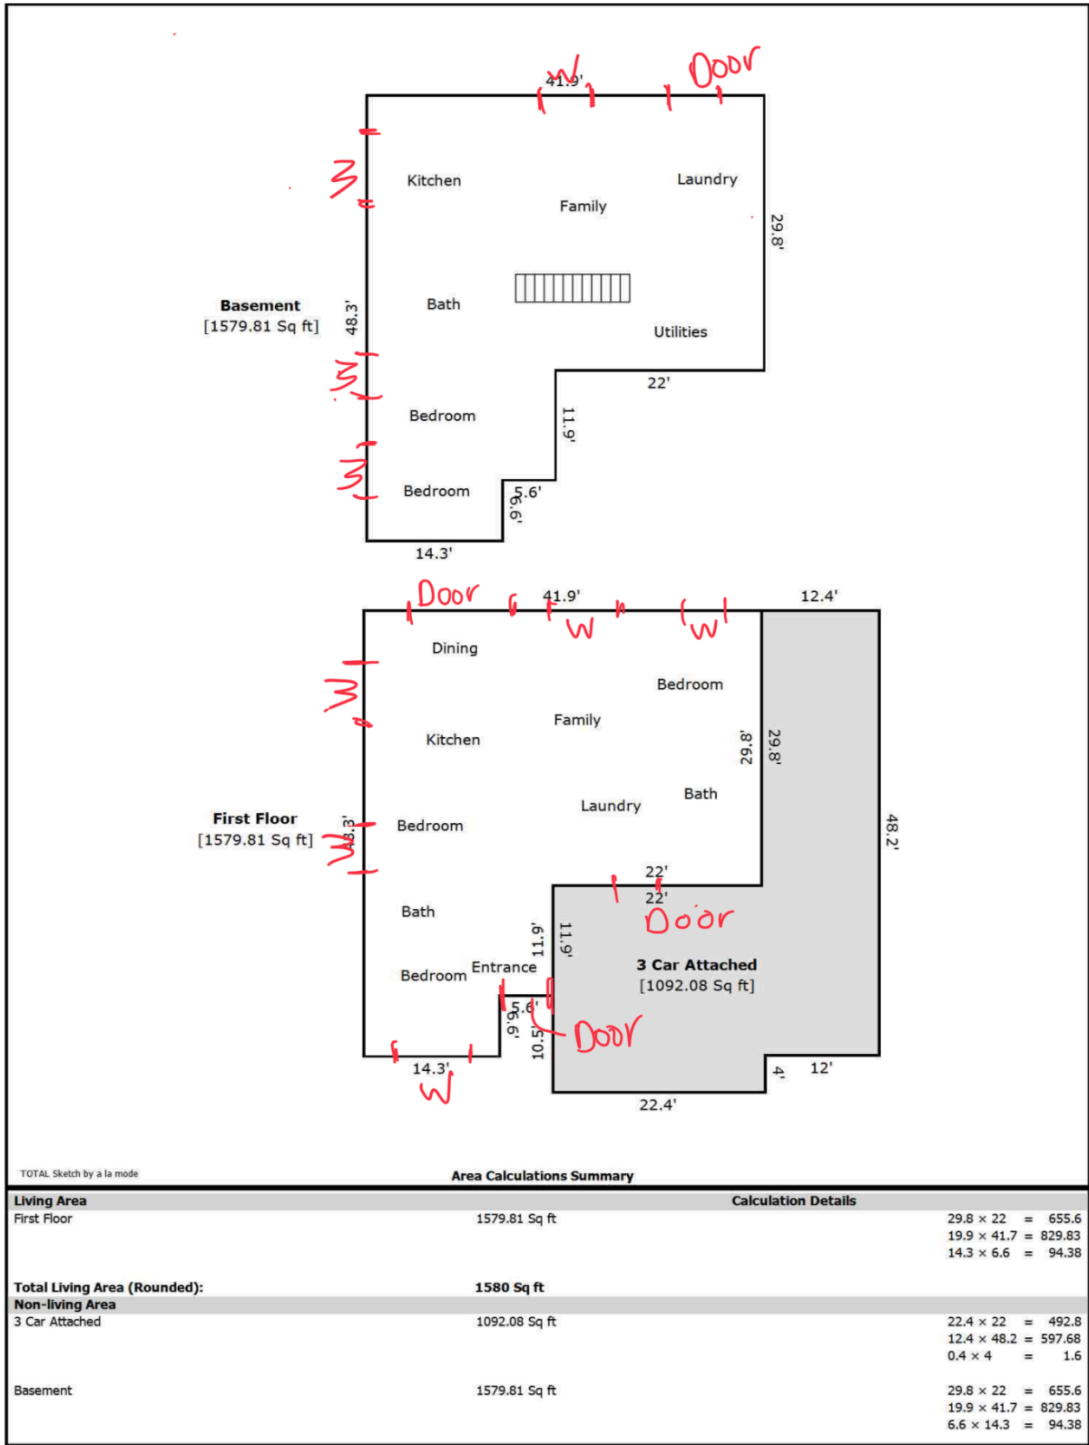 W
Door
41.9'
W
Kitchen
Laundry
Family
29.8'
Basement
[1579.81 Sq ft]
48.3'
Bath
Utilities
W
22'
Bedroom
11.9'
W
Bedroom
5.6'
6.6'
14.3'
Door
41.9'
12.4'
W
W
Dining
W
Bedroom
Family
Kitchen
29.8'
29.8'
Bath
Laundry
First Floor
[1579.81 Sq ft]
48.3'
Bedroom
W
48.2'
22'
22'
Door
Bath
11.9'
11.9'
3 Car Attached
[1092.08 Sq ft]
Entrance
Bedroom
5.6'
6.6'
10.5'
Door
14.3'
W
4'
12'
22.4'
TOTAL Sketch by a la mode
Area Calculations Summary
Living Area Calculation Details
First Floor 1579.81 Sq ft 29.8 × 22 = 655.6
19.9 × 41.7 = 829.83
14.3 × 6.6 = 94.38
Total Living Area (Rounded): 1580 Sq ft
Non-living Area
3 Car Attached 1092.08 Sq ft 22.4 × 22 = 492.8
12.4 × 48.2 = 597.68
0.4 × 4 = 1.6
Basement 1579.81 Sq ft 29.8 × 22 = 655.6
19.9 × 41.7 = 829.83
6.6 × 14.3 = 94.38